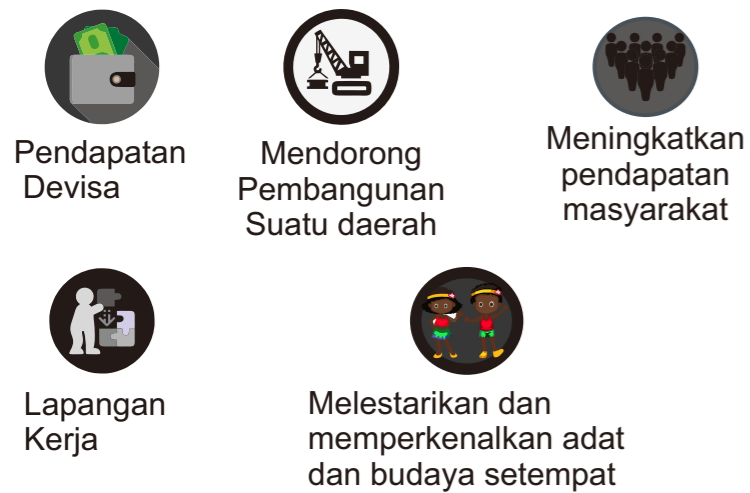 Pendapatan
Devisa
Mendorong
Pembangunan
Suatu daerah
Meningkatkan
pendapatan
masyarakat
Lapangan
Kerja
Melestarikan dan
memperkenalkan adat
dan budaya setempat